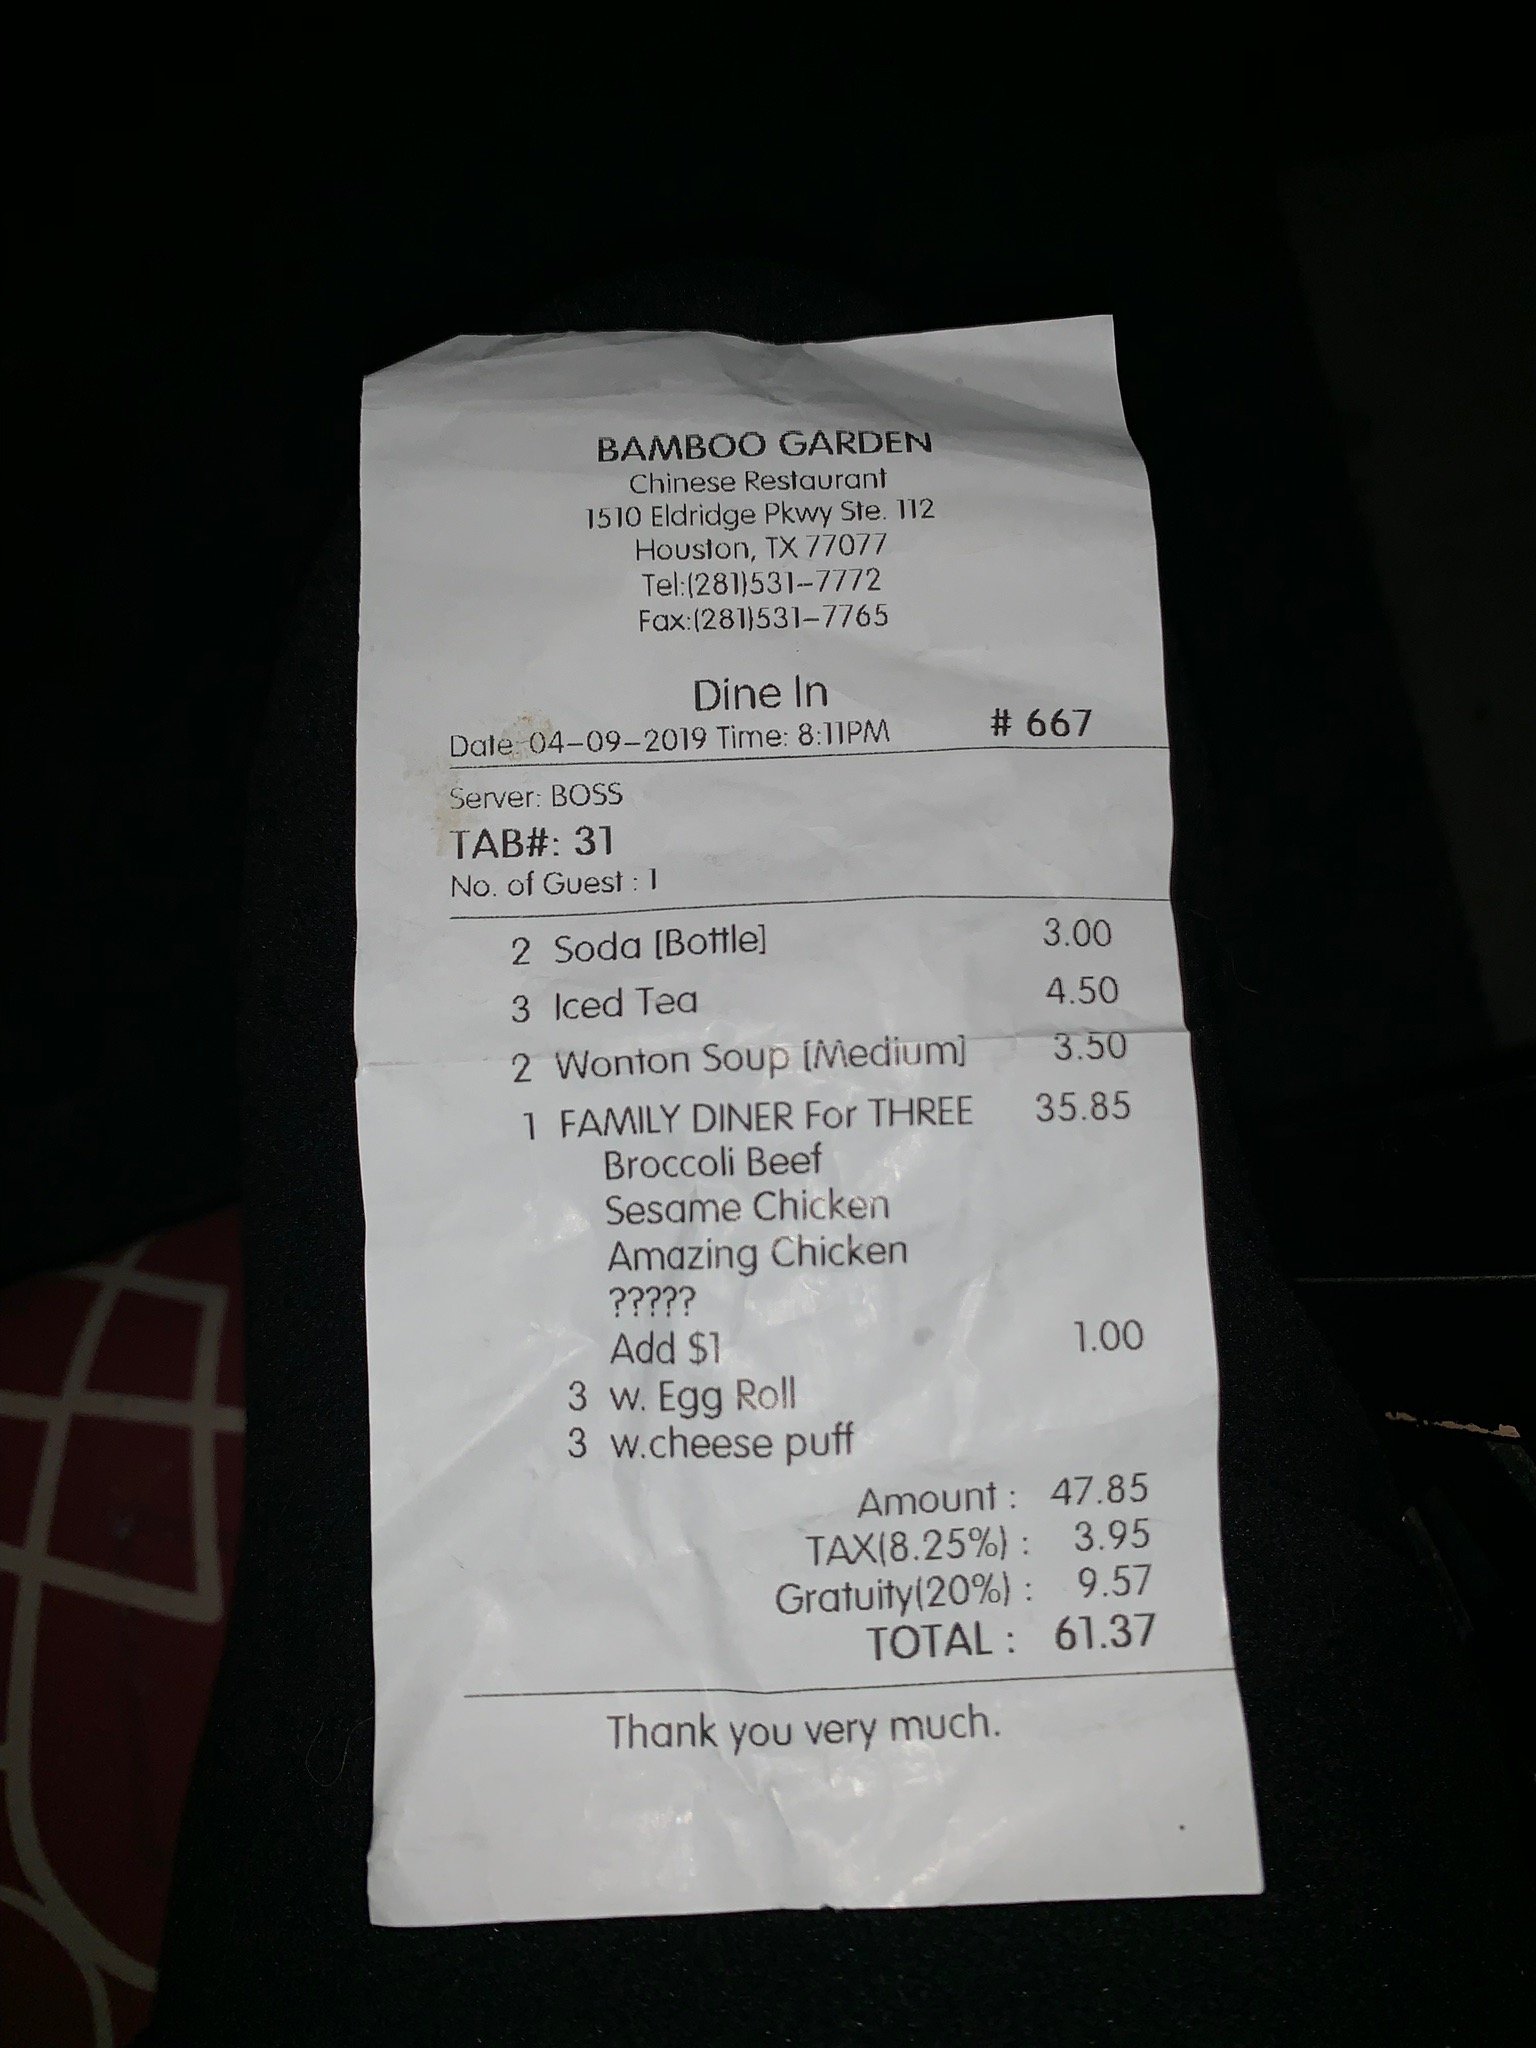 BAMBOO GARDEN
Chinese Restaurant
1510 Eldridge Pkwy Ste. 112
Houston, TX 77077
Tel:(281)531-7772
Fax:(281)531-7765
Dine In
Date: 04-09-2019 Time: 8:11PM # 667
Server: BOSS
TAB#: 31
No. of Guest : 1
2 Soda [Bottle] 3.00
3 Iced Tea 4.50
2 Wonton Soup [Medium] 3.50
1 FAMILY DINER For THREE 35.85
Broccoli Beef
Sesame Chicken
Amazing Chicken
?????
Add $1 1.00
3 w. Egg Roll
3 w.cheese puff
Amount : 47.85
TAX(8.25%) : 3.95
Gratuity(20%) : 9.57
TOTAL : 61.37
Thank you very much.